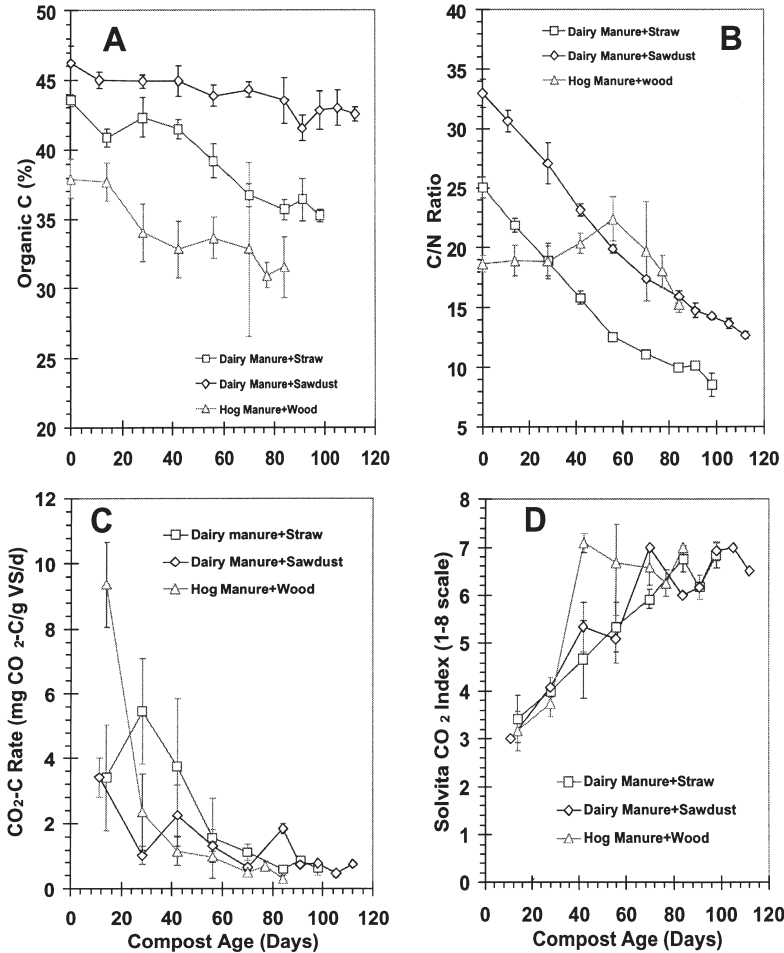 A
50
45
40
35
30
25
20
Organic C (%)
Dairy Manure+Straw
Dairy Manure+Sawdust
Hog Manure+Wood
0 20 40 60 80 100 120
B
40
35
30
25
20
15
10
5
C/N Ratio
Dairy Manure+Straw
Dairy Manure+Sawdust
Hog Manure+wood
0 20 40 60 80 100 120
C
12
10
8
6
4
2
0
CO2-C Rate (mg CO 2-C/g VS/d)
Dairy manure+Straw
Dairy Manure+Sawdust
Hog Manure+Wood
0 20 40 60 80 100 120
Compost Age (Days)
D
8
7
6
5
4
3
2
1
0
Solvita CO 2 Index (1-8 scale)
Dairy Manure+Straw
Dairy Manure+Sawdust
Hog Manure+Wood
0 20 40 60 80 100 120
Compost Age (Days)